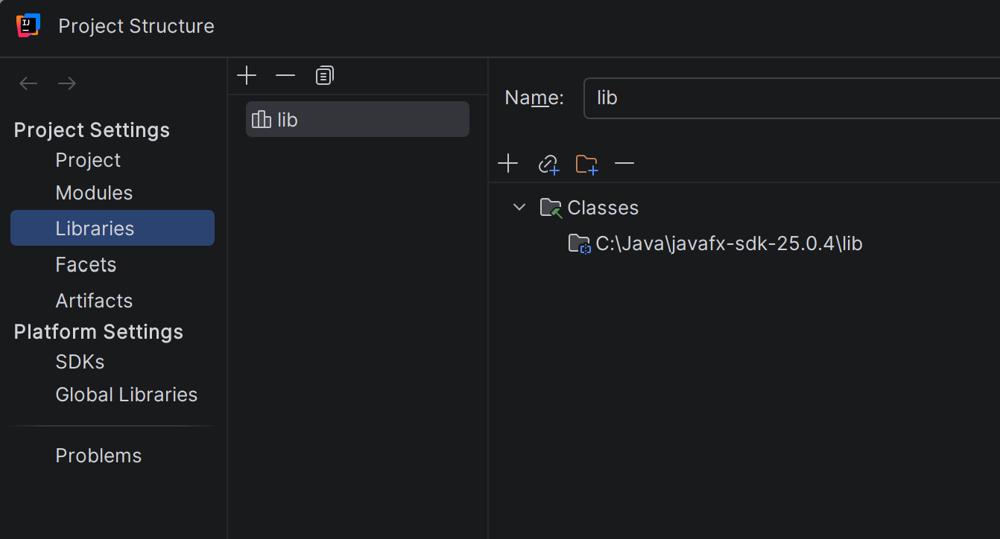 Project Structure
Project Settings
Project
Modules
Libraries
Facets
Artifacts
Platform Settings
SDKs
Global Libraries
Problems
lib
Name: lib
Classes
C:\Java\javafx-sdk-25.0.4\lib